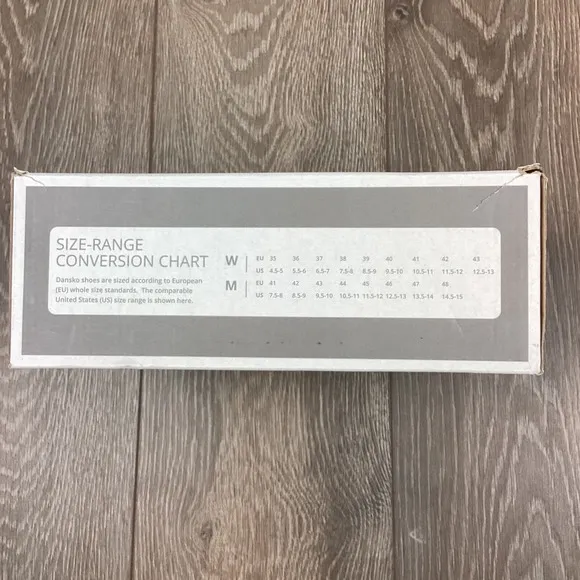 SIZE-RANGE
CONVERSION CHART
Dansko shoes are sized according to European
(EU) whole size standards. The comparable
United States (US) size range is shown here.
W EU 35 36 37 38 39 40 41 42 43
US 4.5-5 5.5-6 6.5-7 7.5-8 8.5-9 9.5-10 10.5-11 11.5-12 12.5-13
M EU 41 42 43 44 45 46 47 48
US 7.5-8 8.5-9 9.5-10 10.5-11 11.5-12 12.5-13 13.5-14 14.5-15